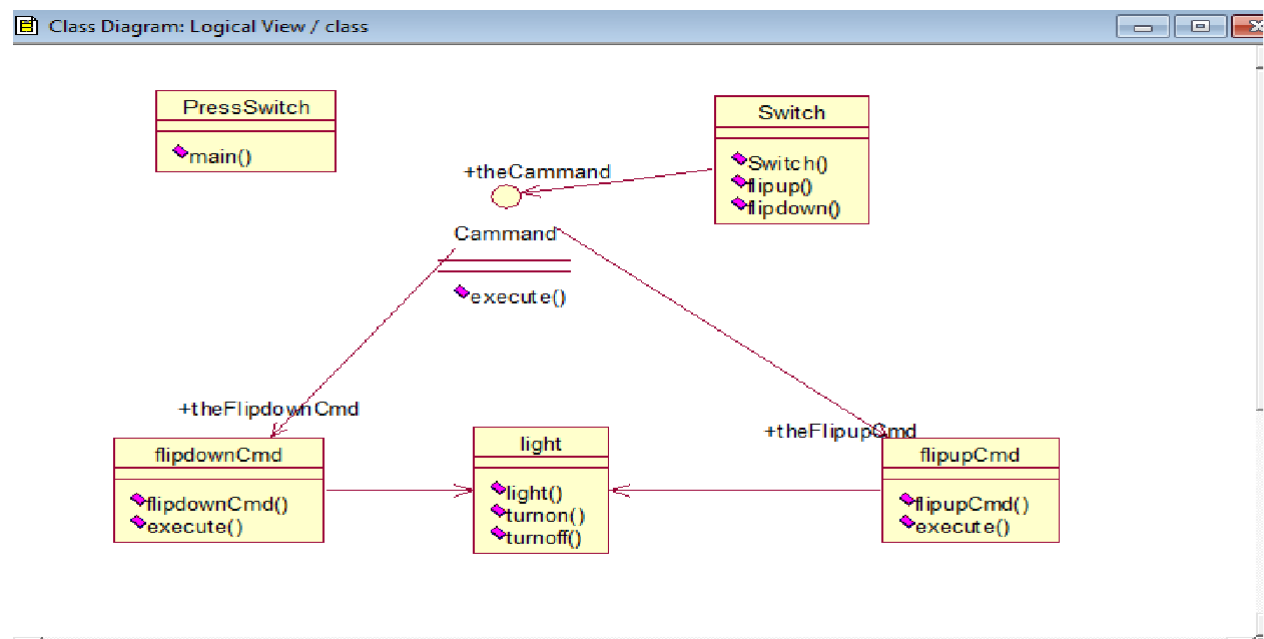 Class Diagram: Logical View / class
PressSwitch
main()
Switch
Switch()
flipup()
flipdown()
+theCammand
Cammand
execute()
+theFlipdownCmd
flipdownCmd
flipdownCmd()
execute()
light
light()
turnon()
turnoff()
+theFlipupCmd
flipupCmd
flipupCmd()
execute()